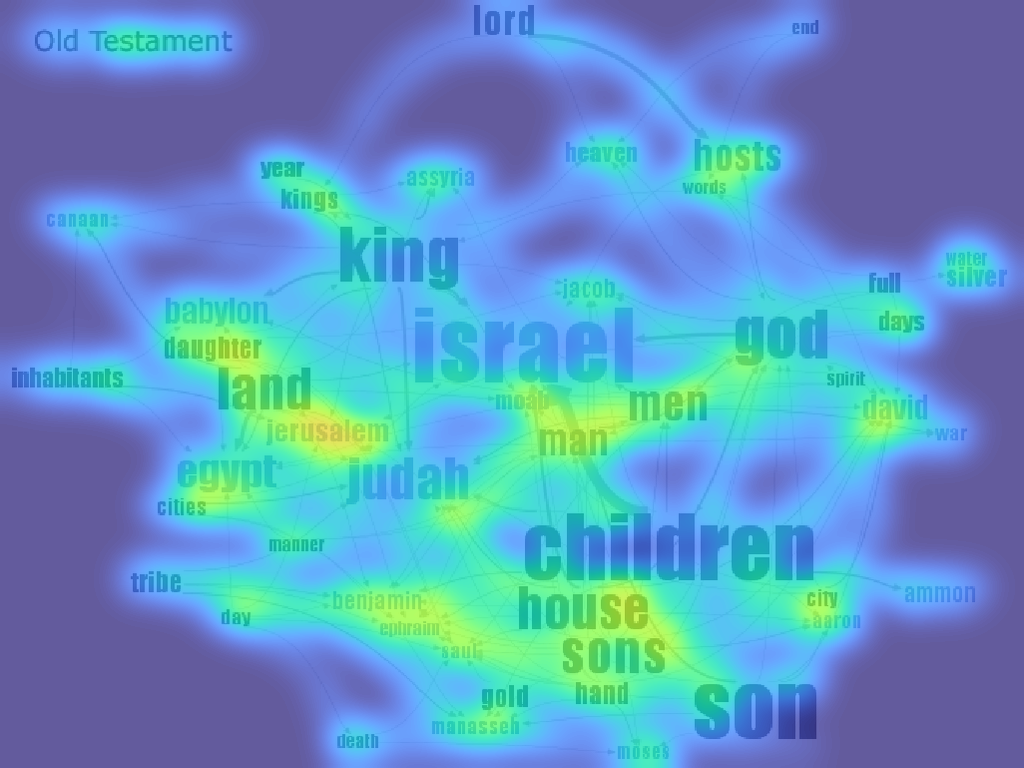 lord
end
Old Testament
heaven
hosts
year
assyria
words
kings
canaan
king
water
silver
jacob
full
babylon
israel
days
god
daughter
inhabitants
land
spirit
moab
men
david
jerusalem
man
war
egypt
judah
cities
manner
children
tribe
ammon
benjamin
house
city
day
ephraim
aaron
saul
sons
gold
hand
son
manasseh
death
moses